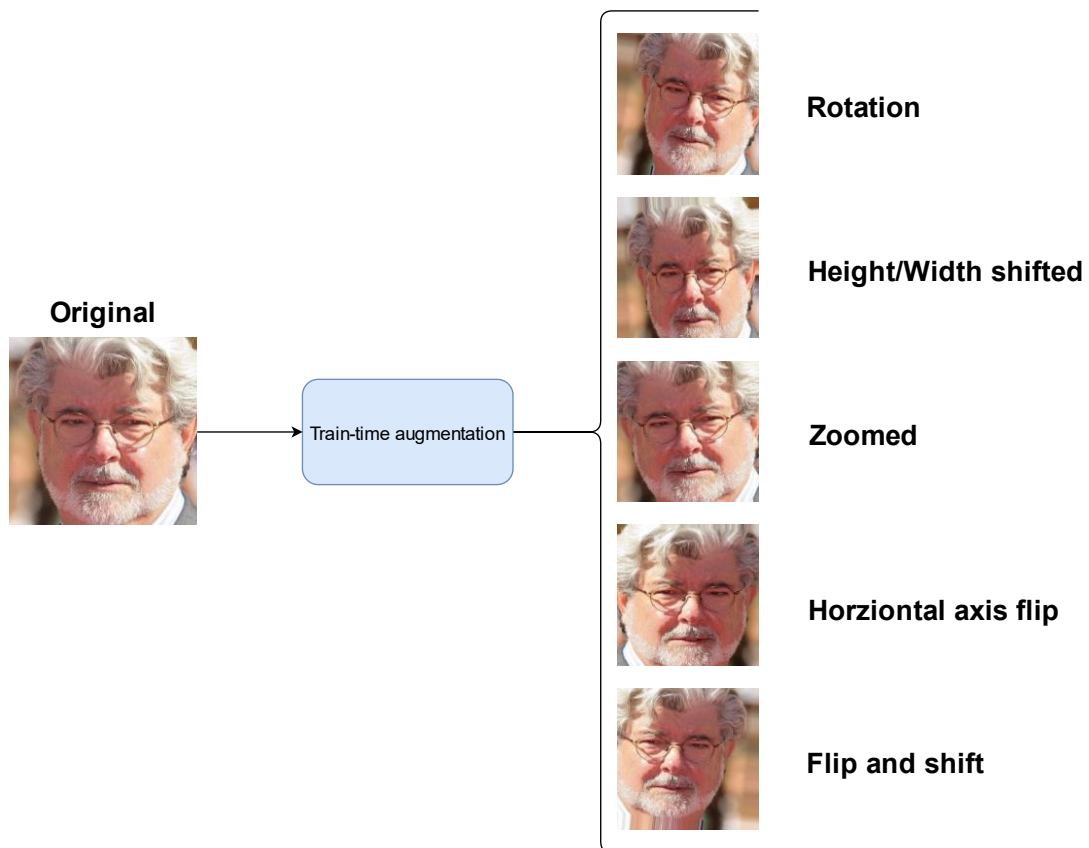 Rotation
Height/Width shifted
Original
Train-time augmentation
Zoomed
Horziontal axis flip
Flip and shift